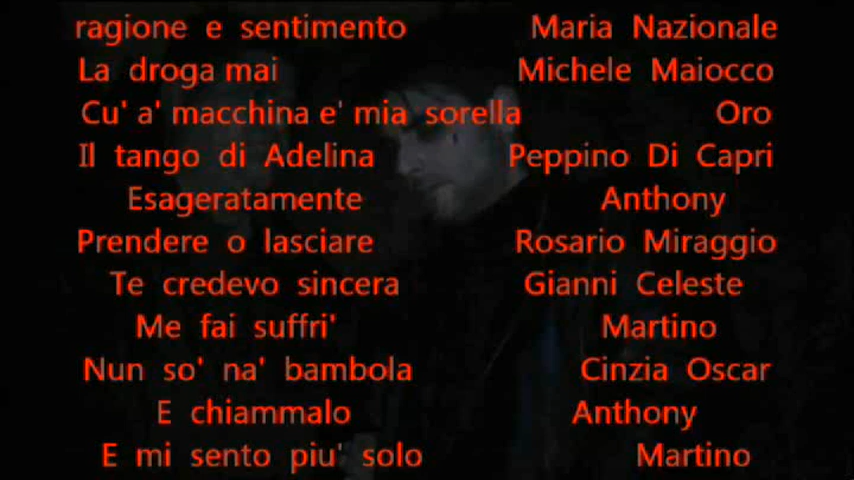 ragione e sentimento Maria Nazionale
La droga mai Michele Maiocco
Cu' a' macchina e' mia sorella Oro
Il tango di Adelina Peppino Di Capri
Esageratamente Anthony
Prendere o lasciare Rosario Miraggio
Te credevo sincera Gianni Celeste
Me fai suffri' Martino
Nun so' na' bambola Cinzia Oscar
E chiammalo Anthony
E mi sento piu' solo Martino